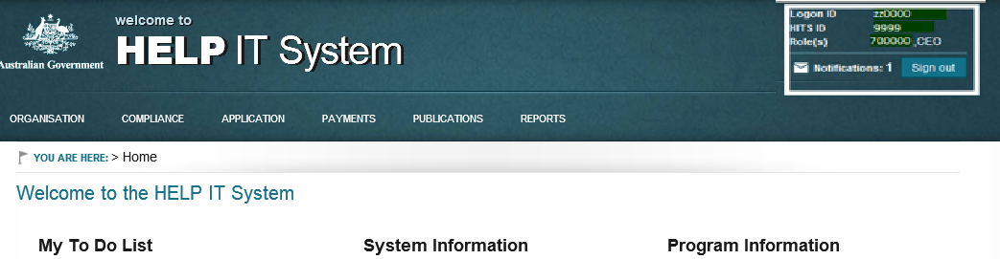 welcome to
HELP IT System
Australian Government
Logon ID zz0000
HITS ID 9999
Role(s) 700000 ,CEO
Notifications: 1 Sign out
ORGANISATION COMPLIANCE APPLICATION PAYMENTS PUBLICATIONS REPORTS
YOU ARE HERE: > Home
Welcome to the HELP IT System
My To Do List System Information Program Information